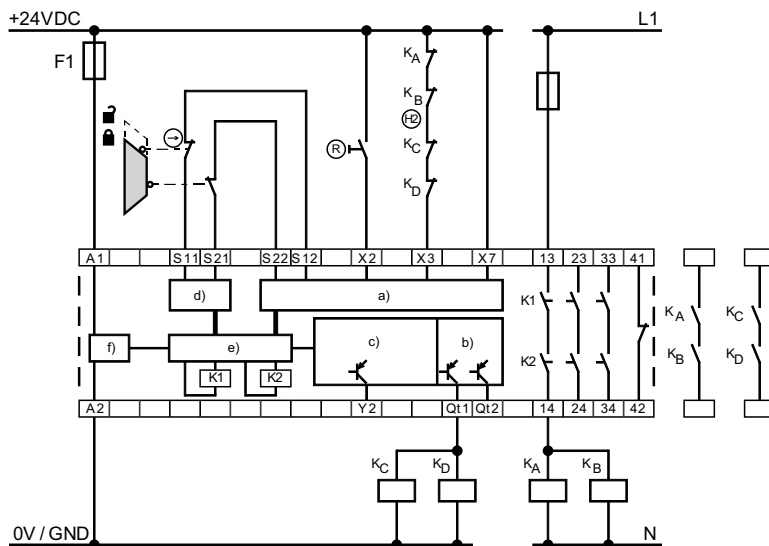 +24VDC
L1
F1
KA
KB
H2
R
KC
KD
A1 S11 S21 S22 S12 X2 X3 X7 13 23 33 41
d)
a)
K1
KA
KC
f)
e)
c)
b)
K1
K2
K2
KB
KD
A2 Y2 Qt1 Qt2 14 24 34 42
KC
KD
KA
KB
0V / GND
N